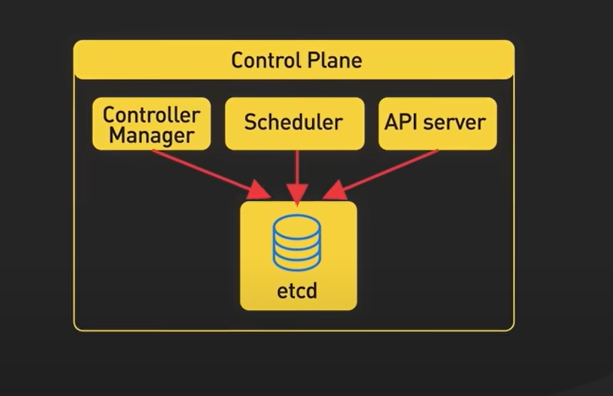 Control Plane
Controller
Manager
Scheduler
API server
etcd